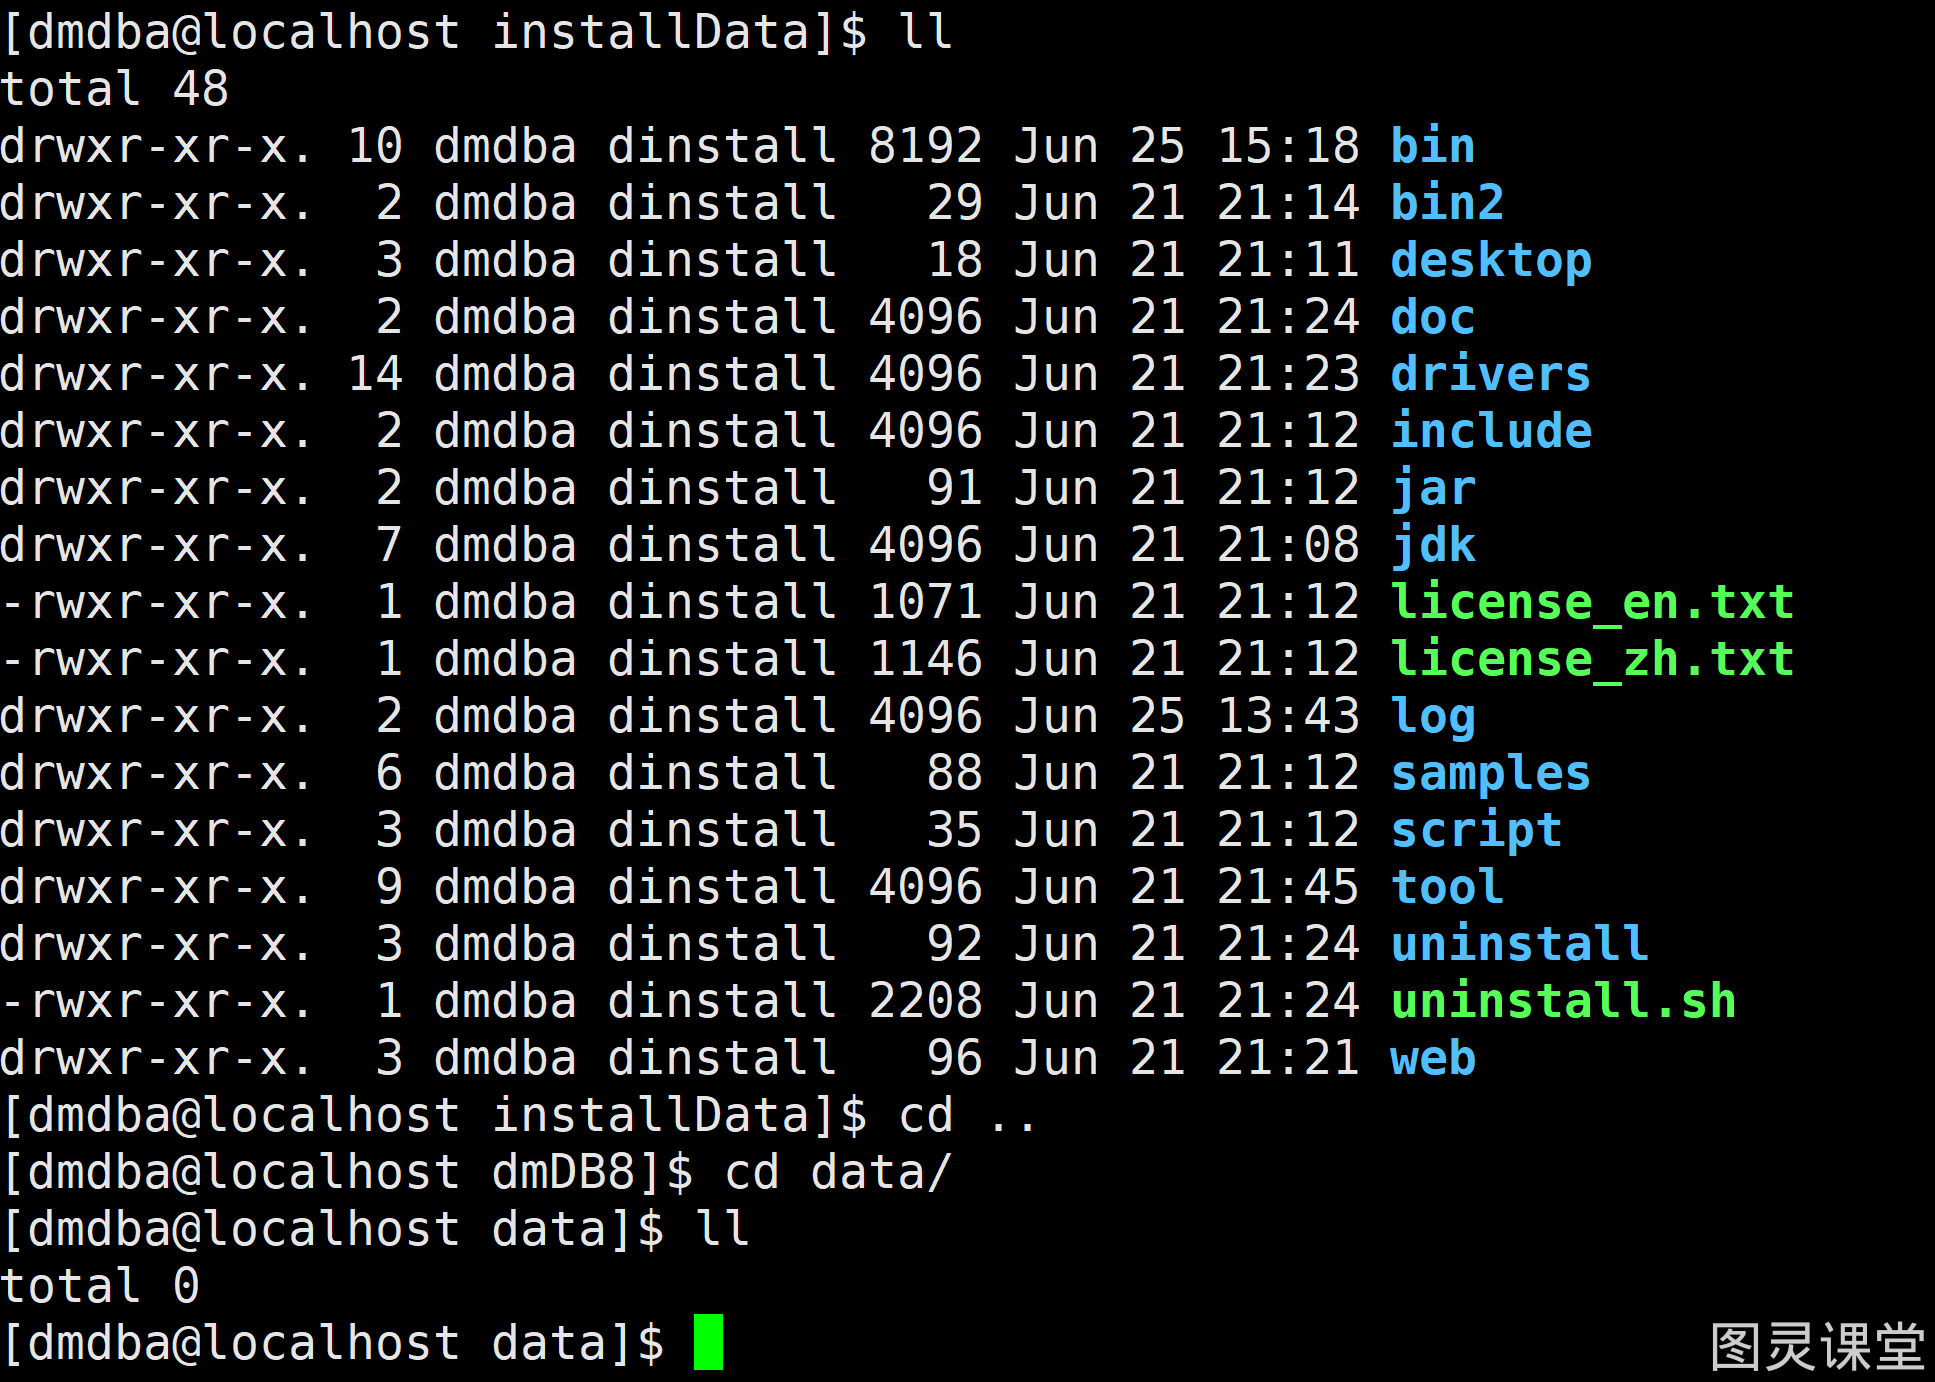 [dmdba@localhost installData]$ ll
total 48
drwxr-xr-x. 10 dmdba dinstall 8192 Jun 25 15:18 bin
drwxr-xr-x.  2 dmdba dinstall   29 Jun 21 21:14 bin2
drwxr-xr-x.  3 dmdba dinstall   18 Jun 21 21:11 desktop
drwxr-xr-x.  2 dmdba dinstall 4096 Jun 21 21:24 doc
drwxr-xr-x. 14 dmdba dinstall 4096 Jun 21 21:23 drivers
drwxr-xr-x.  2 dmdba dinstall 4096 Jun 21 21:12 include
drwxr-xr-x.  2 dmdba dinstall   91 Jun 21 21:12 jar
drwxr-xr-x.  7 dmdba dinstall 4096 Jun 21 21:08 jdk
-rwxr-xr-x.  1 dmdba dinstall 1071 Jun 21 21:12 license_en.txt
-rwxr-xr-x.  1 dmdba dinstall 1146 Jun 21 21:12 license_zh.txt
drwxr-xr-x.  2 dmdba dinstall 4096 Jun 25 13:43 log
drwxr-xr-x.  6 dmdba dinstall   88 Jun 21 21:12 samples
drwxr-xr-x.  3 dmdba dinstall   35 Jun 21 21:12 script
drwxr-xr-x.  9 dmdba dinstall 4096 Jun 21 21:45 tool
drwxr-xr-x.  3 dmdba dinstall   92 Jun 21 21:24 uninstall
-rwxr-xr-x.  1 dmdba dinstall 2208 Jun 21 21:24 uninstall.sh
drwxr-xr-x.  3 dmdba dinstall   96 Jun 21 21:21 web
[dmdba@localhost installData]$ cd ..
[dmdba@localhost dmDB8]$ cd data/
[dmdba@localhost data]$ ll
total 0
[dmdba@localhost data]$
图灵课堂